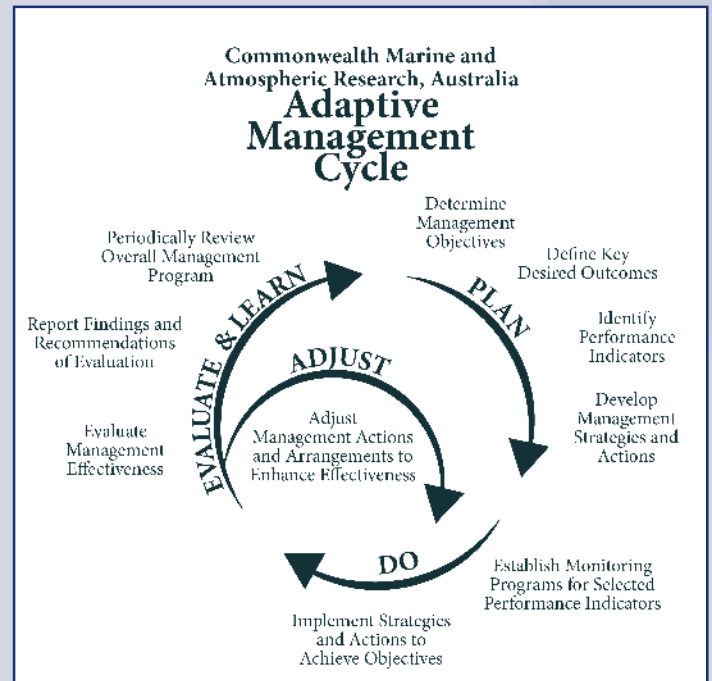 Commonwealth Marine and
Atmospheric Research, Australia
Adaptive
Management
Cycle
Determine
Management
Objectives
Define Key
Desired Outcomes
PLAN
Identify
Performance
Indicators
Develop
Management
Strategies and
Actions
Establish Monitoring
Programs for Selected
Performance Indicators
DO
Implement Strategies
and Actions to
Achieve Objectives
Evaluate
Management
Effectiveness
Report Findings and
Recommendations
of Evaluation
Periodically Review
Overall Management
Program
EVALUATE & LEARN
ADJUST
Adjust
Management Actions
and Arrangements to
Enhance Effectiveness